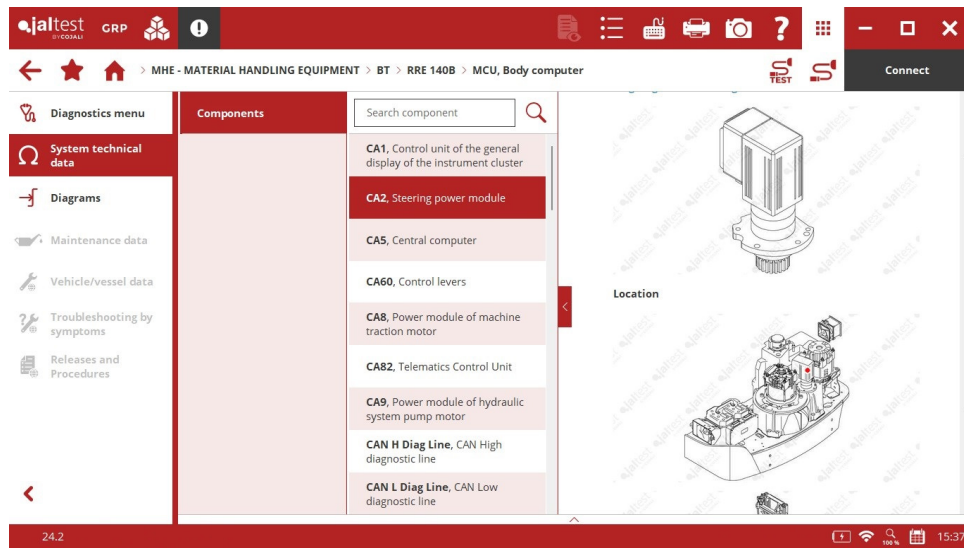 jaltest
BY COJALI
GRP
TEST
MHE - MATERIAL HANDLING EQUIPMENT > BT > RRE 140B > MCU, Body computer
Connect
Diagnostics menu
System technical
data
Diagrams
Maintenance data
Vehicle/vessel data
Troubleshooting by
symptoms
Releases and
Procedures
Components
Search component
CA1, Control unit of the general
display of the instrument cluster
CA2, Steering power module
CA5, Central computer
CA60, Control levers
CA8, Power module of machine
traction motor
CA82, Telematics Control Unit
CA9, Power module of hydraulic
system pump motor
CAN H Diag Line, CAN High
diagnostic line
CAN L Diag Line, CAN Low
diagnostic line
Location
24.2
100 %
15:37